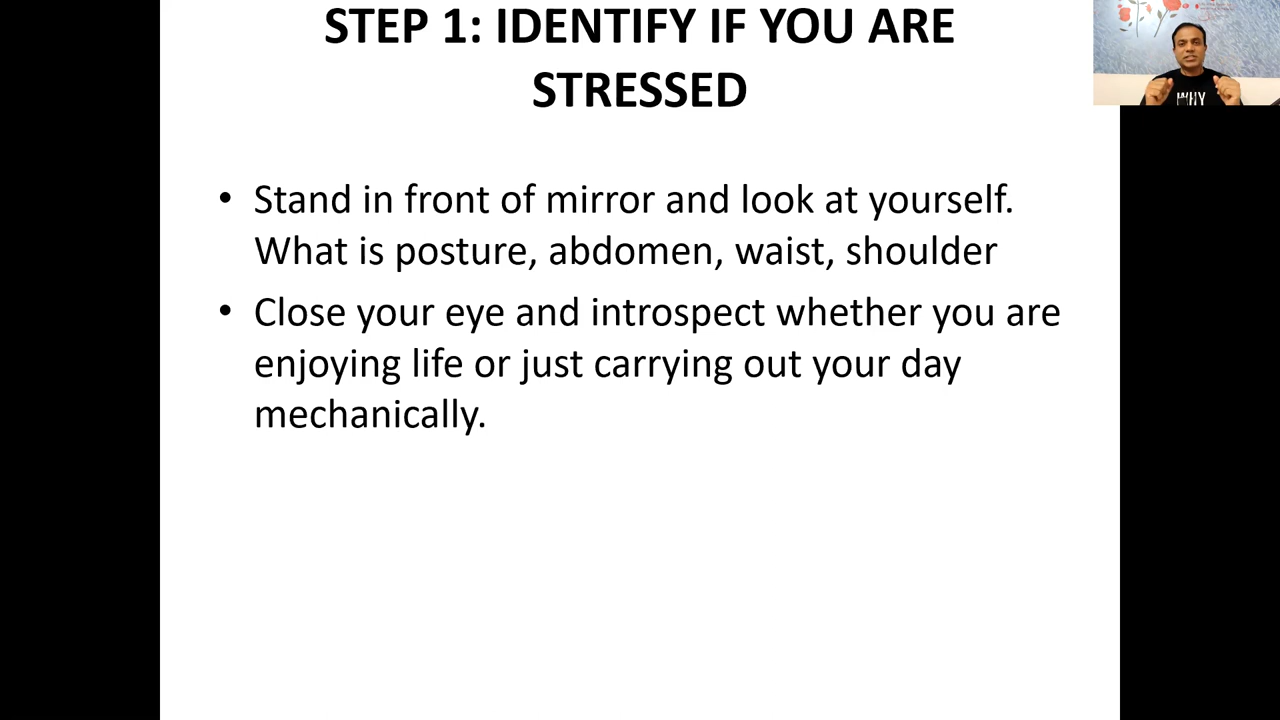 STEP 1: IDENTIFY IF YOU ARE
STRESSED
• Stand in front of mirror and look at yourself.
What is posture, abdomen, waist, shoulder
• Close your eye and introspect whether you are
enjoying life or just carrying out your day
mechanically.
WHY